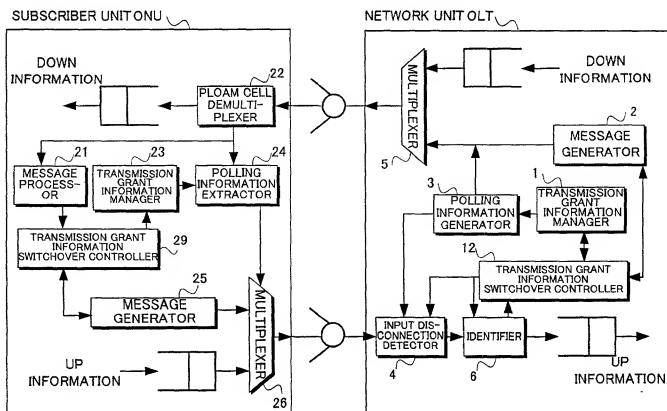 SUBSCRIBER UNIT ONU
NETWORK UNIT OLT
DOWN
INFORMATION
22
PLOAM CELL
DEMULTI-
PLEXER
21
MESSAGE
PROCESS-
OR
23
TRANSMISSION
GRANT
INFORMATION
MANAGER
24
POLLING
INFORMATION
EXTRACTOR
TRANSMISSION GRANT
INFORMATION
SWITCHOVER CONTROLLER
29
25
MESSAGE GENERATOR
MULTIPLEXER
26
UP
INFORMATION
MULTIPLEXER
5
DOWN
INFORMATION
2
MESSAGE
GENERATOR
3
POLLING
INFORMATION
GENERATOR
1
TRANSMISSION
GRANT
INFORMATION
MANAGER
12
TRANSMISSION GRANT
INFORMATION
SWITCHOVER CONTROLLER
INPUT DIS-
CONNECTION
DETECTOR
4
IDENTIFIER
6
UP
INFORMATION